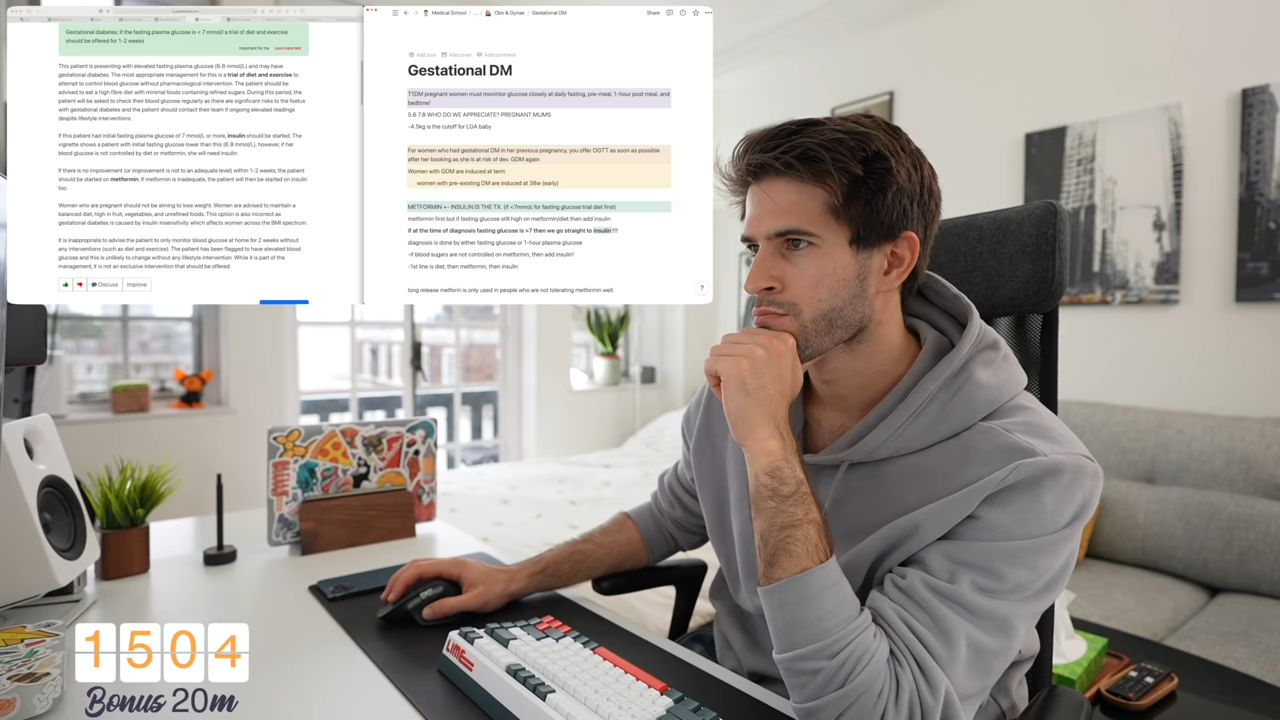 Gestational diabetes: if the fasting plasma glucose is < 7 mmol/l a trial of diet and exercise
should be offered for 1-2 weeks
Important for me Less important
This patient is presenting with elevated fasting plasma glucose (6.8 mmol/L) and may have
gestational diabetes. The most appropriate management for this is a trial of diet and exercise to
attempt to control blood glucose without pharmacological intervention. The patient should be
advised to eat a high fibre diet with minimal foods containing refined sugars. During this period, the
patient will be asked to check their blood glucose regularly as there are significant risks to the foetus
with gestational diabetes and the patient should contact their team if ongoing elevated readings
despite lifestyle interventions.
If this patient had initial fasting plasma glucose of 7 mmol/L or more, insulin should be started. The
vignette shows a patient with initial fasting glucose lower than this (6.8 mmol/L), however, if her
blood glucose is not controlled by diet or metformin, she will need insulin.
If there is no improvement (or improvement is not to an adequate level) within 1-2 weeks, the patient
should be started on metformin. If metformin is inadequate, the patient will then be started on insulin
too.
Women who are pregnant should not be aiming to lose weight. Women are advised to maintain a
balanced diet, high in fruit, vegetables, and unrefined foods. This option is also incorrect as
gestational diabetes is caused by insulin insensitivity which affects women across the BMI spectrum.
It is inappropriate to advise the patient to only monitor blood glucose at home for 2 weeks without
any interventions (such as diet and exercise). The patient has been flagged to have elevated blood
glucose and this is unlikely to change without any lifestyle intervention. While it is part of the
management, it is not an exclusive intervention that should be offered.
Discuss Improve
Medical School / ... / Obs & Gynae / Gestational DM
Share
Add icon Add cover Add comment
Gestational DM
T1DM pregnant women must monintor glucose closely at daily fasting, pre-meal, 1-hour post meal, and
bedtime!
5.6 7.8 WHO DO WE APPRECIATE? PREGNANT MUMS
-4.5kg is the cutoff for LGA baby
For women who had gestational DM in her previous pregnancy, you offer OGTT as soon as possible
after her booking as she is at risk of dev. GDM again
Women with GDM are induced at term
women with pre-existing DM are induced at 38w (early)
METFORMIN +- INSULIN IS THE TX. (if <7mmol; for fasting glucose trial diet first)
metformin first but if fasting glucose still high on metformin/diet then add insulin
if at the time of diagnosis fasting glucose is >7 then we go straight to insulin !!!
diagnosis is done by either fasting glucose or 1-hour plasma glucose
-if blood sugars are not controlled on metformin, then add insulin!
-1st line is diet, then metformin, then insulin
long release metforin is only used in people who are not tolerating metformin well.
?
LIME
1504
Bonus 20m